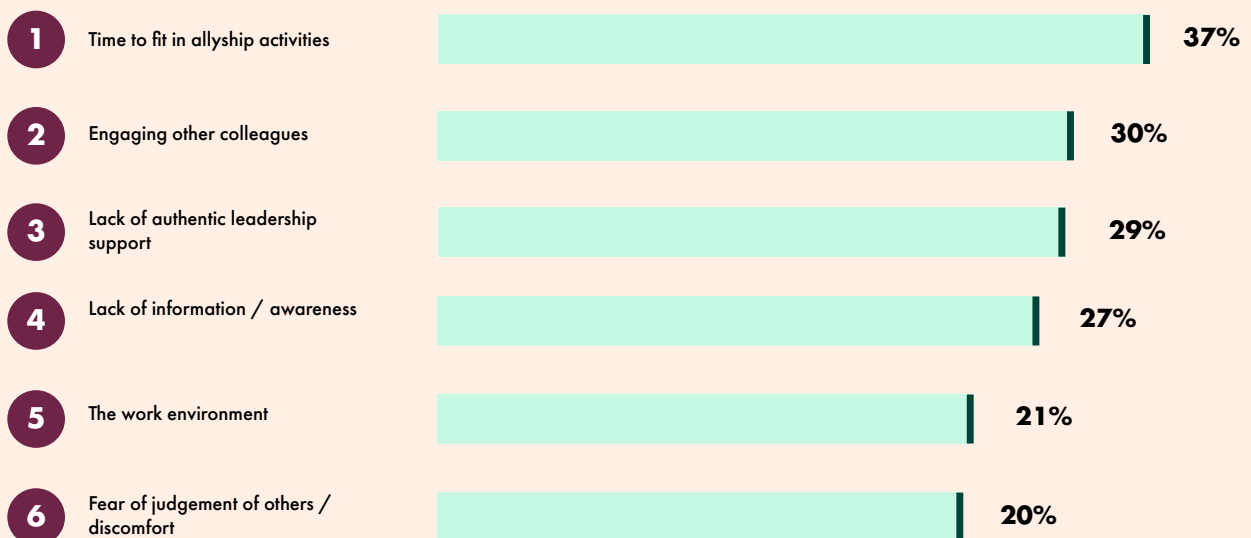 1
Time to fit in allyship activities
37%
2
Engaging other colleagues
30%
3
Lack of authentic leadership
support
29%
4
Lack of information / awareness
27%
5
The work environment
21%
6
Fear of judgement of others /
discomfort
20%